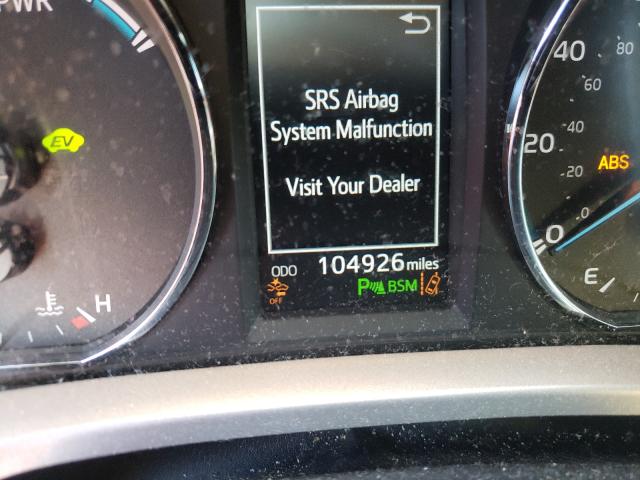 PWR
EV
H
SRS Airbag
System Malfunction
Visit Your Dealer
ODO 104926 miles
OFF
P BSM
40
80
60
20
40
20
ABS
0
0
E